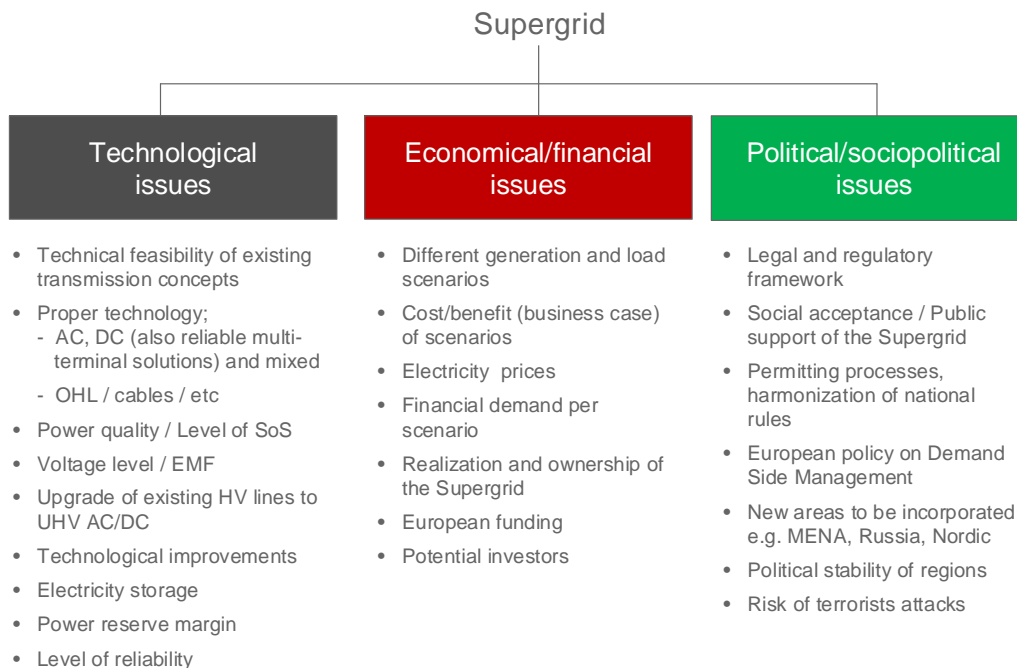 Supergrid
Technological
issues
• Technical feasibility of existing
transmission concepts
• Proper technology;
- AC, DC (also reliable multi-
terminal solutions) and mixed
- OHL / cables / etc
• Power quality / Level of SoS
• Voltage level / EMF
• Upgrade of existing HV lines to
UHV AC/DC
• Technological improvements
• Electricity storage
• Power reserve margin
• Level of reliability
Economical/financial
issues
• Different generation and load
scenarios
• Cost/benefit (business case)
of scenarios
• Electricity prices
• Financial demand per
scenario
• Realization and ownership of
the Supergrid
• European funding
• Potential investors
Political/sociopolitical
issues
• Legal and regulatory
framework
• Social acceptance / Public
support of the Supergrid
• Permitting processes,
harmonization of national
rules
• European policy on Demand
Side Management
• New areas to be incorporated
e.g. MENA, Russia, Nordic
• Political stability of regions
• Risk of terrorists attacks